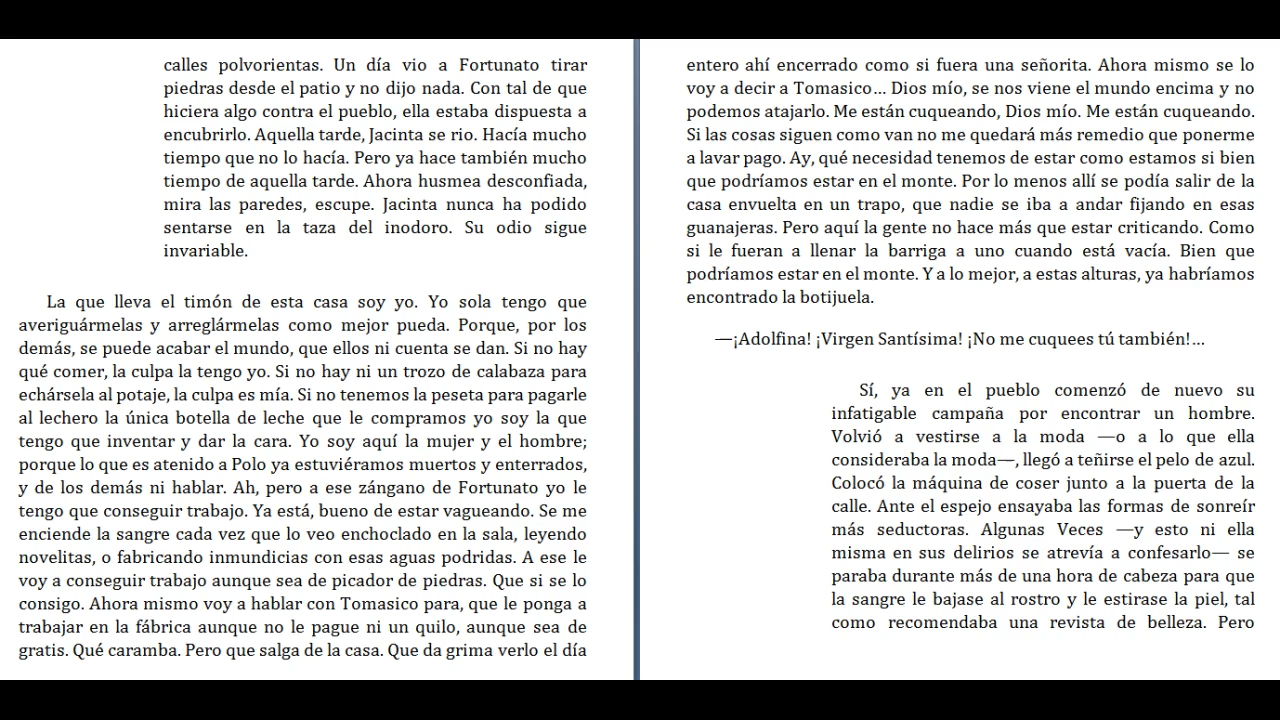 calles polvorientas. Un día vio a Fortunato tirar
piedras desde el patio y no dijo nada. Con tal de que
hiciera algo contra el pueblo, ella estaba dispuesta a
encubrirlo. Aquella tarde, Jacinta se rio. Hacía mucho
tiempo que no lo hacía. Pero ya hace también mucho
tiempo de aquella tarde. Ahora husmea desconfiada,
mira las paredes, escupe. Jacinta nunca ha podido
sentarse en la taza del inodoro. Su odio sigue
invariable.
La que lleva el timón de esta casa soy yo. Yo sola tengo que
averiguármelas y arreglármelas como mejor pueda. Porque, por los
demás, se puede acabar el mundo, que ellos ni cuenta se dan. Si no hay
qué comer, la culpa la tengo yo. Si no hay ni un trozo de calabaza para
echársela al potaje, la culpa es mía. Si no tenemos la peseta para pagarle
al lechero la única botella de leche que le compramos yo soy la que
tengo que inventar y dar la cara. Yo soy aquí la mujer y el hombre;
porque lo que es atenido a Polo ya estuviéramos muertos y enterrados,
y de los demás ni hablar. Ah, pero a ese zángano de Fortunato yo le
tengo que conseguir trabajo. Ya está, bueno de estar vagueando. Se me
enciende la sangre cada vez que lo veo enchoclado en la sala, leyendo
novelitas, o fabricando inmundicias con esas aguas podridas. A ese le
voy a conseguir trabajo aunque sea de picador de piedras. Que si se lo
consigo. Ahora mismo voy a hablar con Tomasico para, que le ponga a
trabajar en la fábrica aunque no le pague ni un quilo, aunque sea de
gratis. Qué caramba. Pero que salga de la casa. Que da grima verlo el día
entero ahí encerrado como si fuera una señorita. Ahora mismo se lo
voy a decir a Tomasico… Dios mío, se nos viene el mundo encima y no
podemos atajarlo. Me están cuqueando, Dios mío. Me están cuqueando.
Si las cosas siguen como van no me quedará más remedio que ponerme
a lavar pago. Ay, qué necesidad tenemos de estar como estamos si bien
que podríamos estar en el monte. Por lo menos allí se podía salir de la
casa envuelta en un trapo, que nadie se iba a andar fijando en esas
guanajeras. Pero aquí la gente no hace más que estar criticando. Como
si le fueran a llenar la barriga a uno cuando está vacía. Bien que
podríamos estar en el monte. Y a lo mejor, a estas alturas, ya habríamos
encontrado la botijuela.
—¡Adolfina! ¡Virgen Santísima! ¡No me cuquees tú también!…
Sí, ya en el pueblo comenzó de nuevo su
infatigable campaña por encontrar un hombre.
Volvió a vestirse a la moda —o a lo que ella
consideraba la moda—, llegó a teñirse el pelo de azul.
Colocó la máquina de coser junto a la puerta de la
calle. Ante el espejo ensayaba las formas de sonreír
más seductoras. Algunas Veces —y esto ni ella
misma en sus delirios se atrevía a confesarlo— se
paraba durante más de una hora de cabeza para que
la sangre le bajase al rostro y le estirase la piel, tal
como recomendaba una revista de belleza. Pero